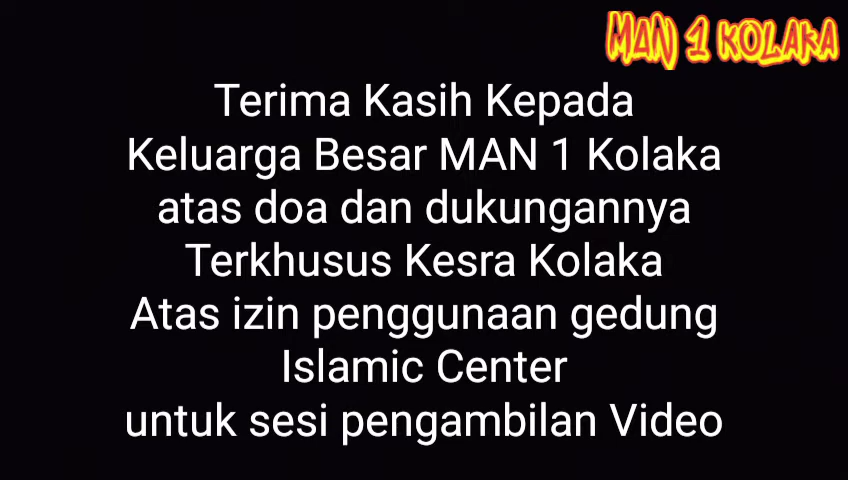 MAN 1 KOLAKA
Terima Kasih Kepada
Keluarga Besar MAN 1 Kolaka
atas doa dan dukungannya
Terkhusus Kesra Kolaka
Atas izin penggunaan gedung
Islamic Center
untuk sesi pengambilan Video